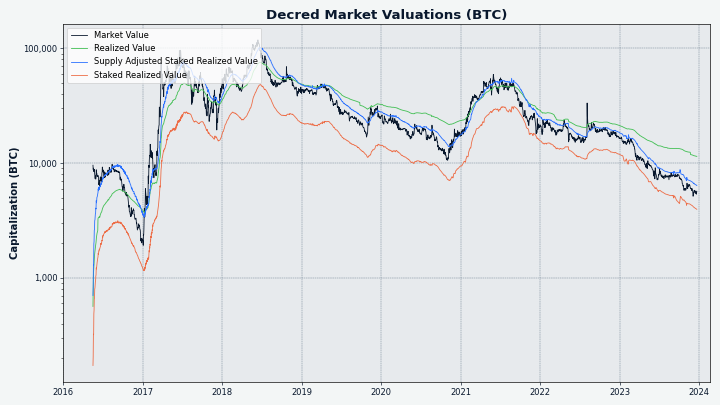 Decred Market Valuations (BTC)
Market Value
Realized Value
Supply Adjusted Staked Realized Value
Staked Realized Value
Capitalization (BTC)
100,000
10,000
1,000
2016 2017 2018 2019 2020 2021 2022 2023 2024